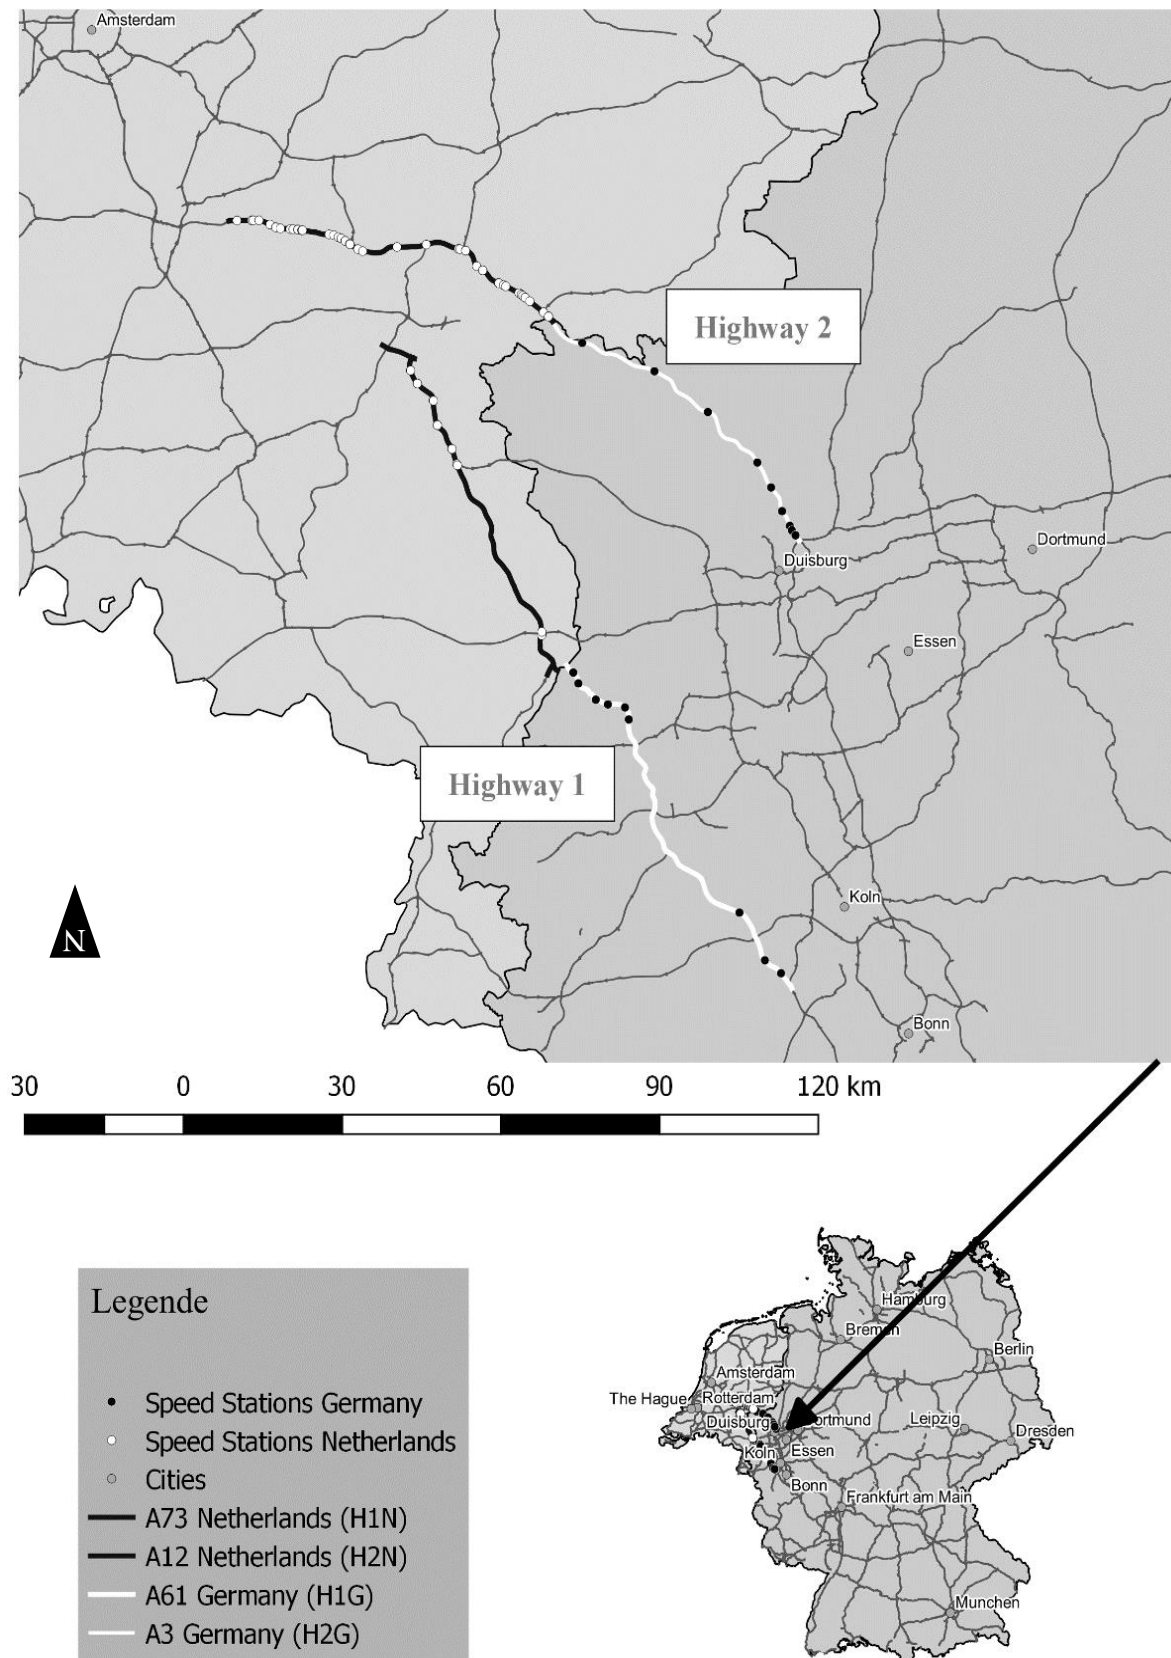 Amsterdam
Highway 2
Dortmund
Duisburg
Essen
Highway 1
Koln
N
Bonn
30 0 30 60 90 120 km
Hamburg
Bremen
Berlin
Amsterdam
The Hague Rotterdam
Duisburg Dortmund Leipzig
Dresden
Koln Essen
Bonn
Frankfurt am Main
Munchen
Legende
Speed Stations Germany
Speed Stations Netherlands
Cities
A73 Netherlands (H1N)
A12 Netherlands (H2N)
A61 Germany (H1G)
A3 Germany (H2G)